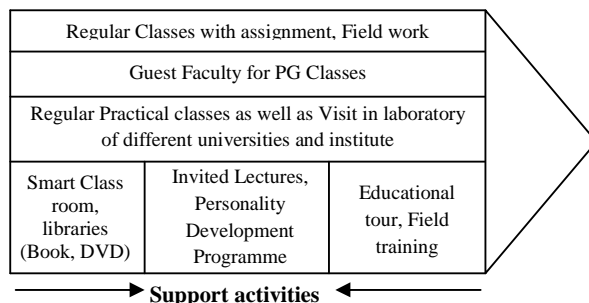 Regular Classes with assignment, Field work
Guest Faculty for PG Classes
Regular Practical classes as well as Visit in laboratory
of different universities and institute
Smart Class
room,
libraries
(Book, DVD)
Invited Lectures,
Personality
Development
Programme
Educational
tour, Field
training
Support activities